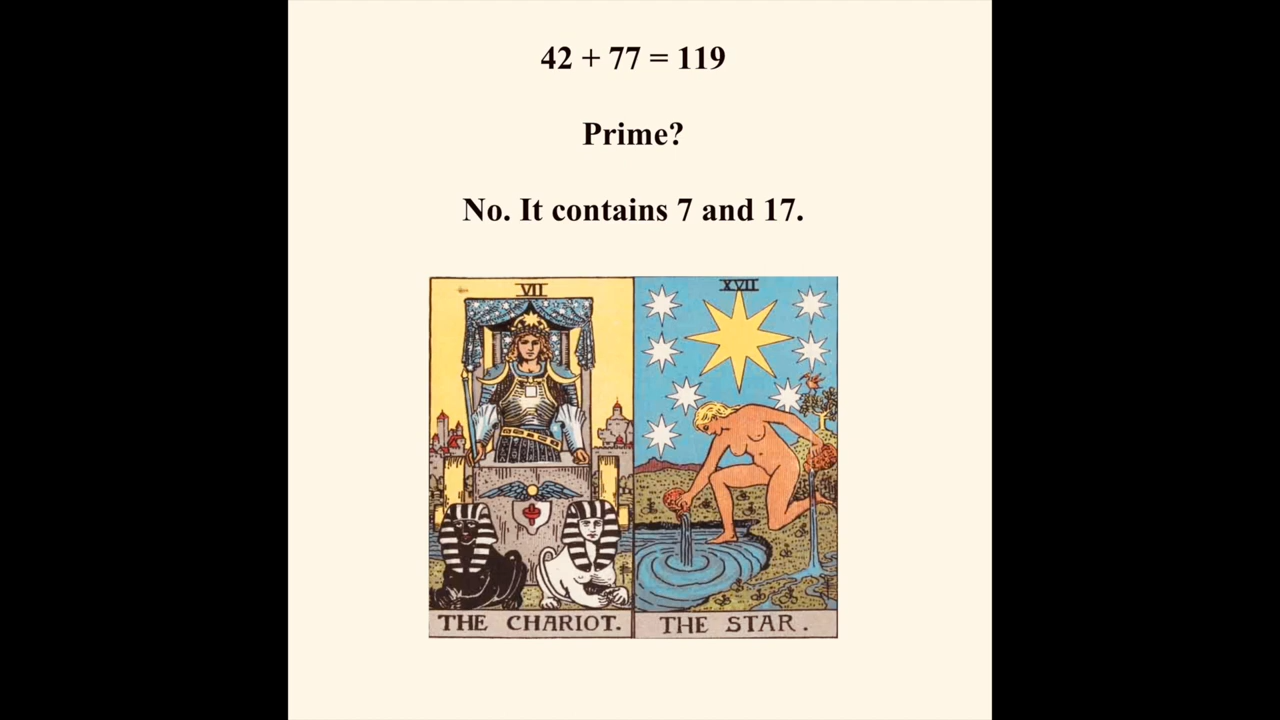 42 + 77 = 119
Prime?
No. It contains 7 and 17.
VII
XVII
THE CHARIOT.
THE STAR.